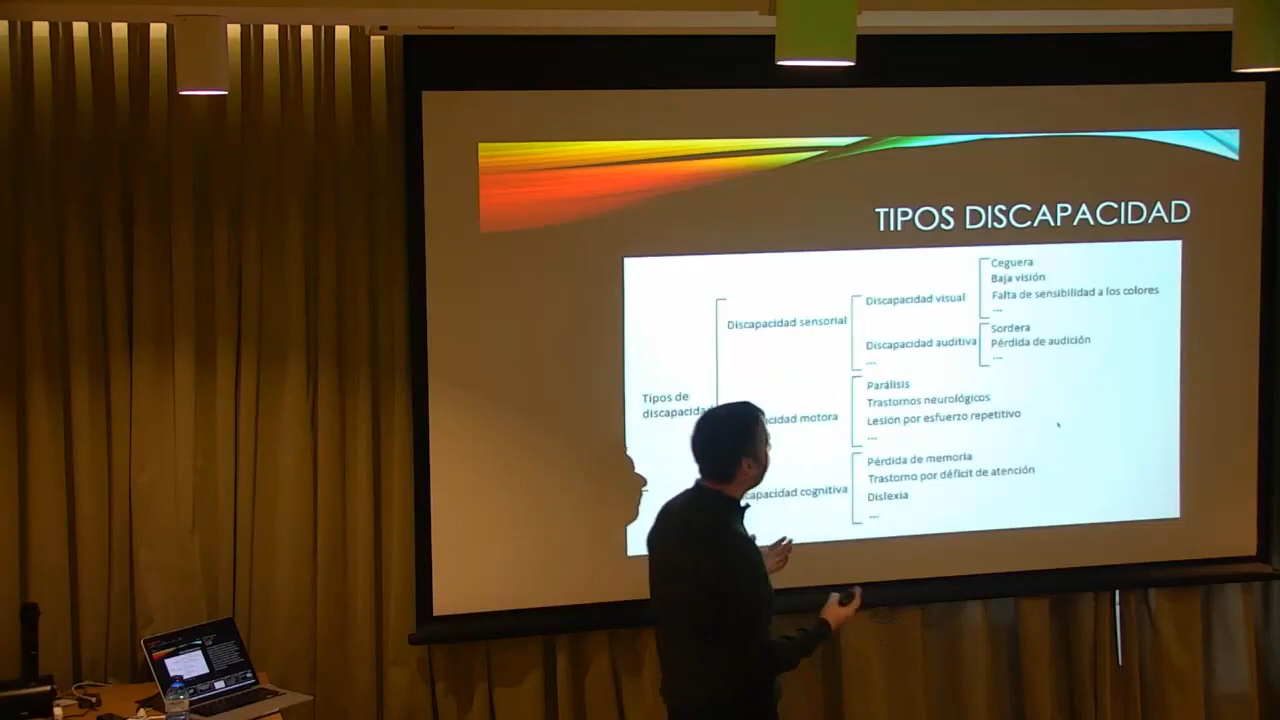 TIPOS DISCAPACIDAD
Ceguera
Baja visión
Discapacidad visual
Falta de sensibilidad a los colores
...
Discapacidad sensorial
Sordera
Discapacidad auditiva
Pérdida de audición
...
...
Parálisis
Tipos de
discapacidad
Trastornos neurológicos
cidad motora
Lesión por esfuerzo repetitivo
...
Pérdida de memoria
Trastorno por déficit de atención
capacidad cognitiva
Dislexia
...